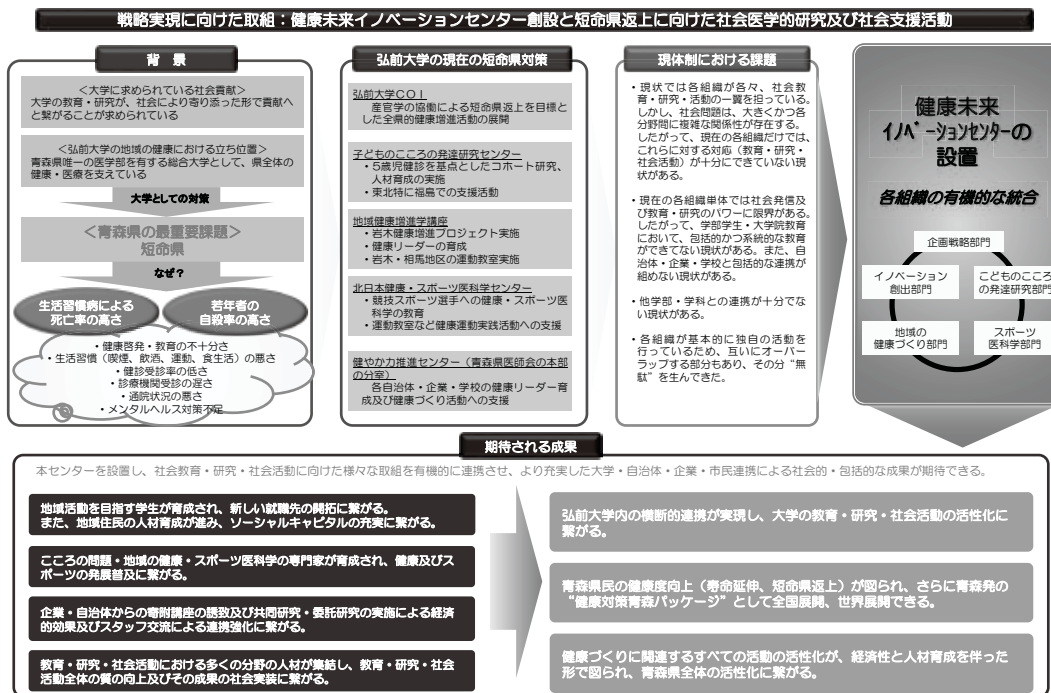 戦略実現に向けた取組：健康未来イノベーションセンター創設と短命県返上に向けた社会医学的研究及び社会支援活動
背 景
＜大学に求められている社会貢献＞
大学の教育・研究が、社会により寄り添った形で貢献へ
と繋がることが求められている
＜弘前大学の地域の健康における立ち位置＞
青森県唯一の医学部を有する総合大学として、県全体の
健康・医療を支えている
大学としての対策
＜青森県の最重要課題＞
短命県
なぜ？
生活習慣病による
死亡率の高さ
若年者の
自殺率の高さ
・健康啓発・教育の不十分さ
・生活習慣（喫煙、飲酒、運動、食生活）の悪さ
・健診受診率の低さ
・診療機関受診の遅さ
・通院状況の悪さ
・メンタルヘルス対策不足
弘前大学の現在の短命県対策
弘前大学ＣＯＩ
産官学の協働による短命県返上を目標と
した全県的健康増進活動の展開
子どものこころの発達研究センター
・５歳児健診を基点としたコホート研究、
人材育成の実施
・東北特に福島での支援活動
地域健康増進学講座
・岩木健康増進プロジェクト実施
・健康リーダーの育成
・岩木・相馬地区の運動教室実施
北日本健康・スポーツ医科学センター
・競技スポーツ選手への健康・スポーツ医
科学の教育
・運動教室など健康運動実践活動への支援
健やか力推進センター（青森県医師会の本部
の分室）
各自治体・企業・学校の健康リーダー育
成及び健康づくり活動への支援
現体制における課題
・現状では各組織が各々、社会教
育・研究・活動の一翼を担っている。
しかし、社会問題は、大きくかつ各
分野間に複雑な関係性が存在する。
したがって、現在の各組織だけでは、
これらに対する対応（教育・研究・
社会活動）が十分にできていない現
状がある。
・現在の各組織単体では社会発信
及び教育・研究のパワーに限界がある。
したがって、学部学生・大学院教育
において、包括的かつ系統的な教育
ができてない現状がある。また、自
治体・企業・学校と包括的な連携が
組めない現状がある。
・他学部・学科との連携が十分でな
い現状がある。
・各組織が基本的に独自の活動を
行っているため、互いにオーバー
ラップする部分もあり、その分“無
駄”を生んできた。
健康未来
ｲﾉﾍﾞｰｼｮﾝｾﾝﾀｰの
設置
各組織の有機的な統合
企画戦略部門
イノベーション
創出部門
こどものこころ
の発達研究部門
地域の
健康づくり部門
スポーツ
医科学部門
期待される成果
本センターを設置し、社会教育・研究・社会活動に向けた様々な取組を有機的に連携させ、より充実した大学・自治体・企業・市民連携による社会的・包括的な成果が期待できる。
地域活動を目指す学生が育成され、新しい就職先の開拓に繋がる。
また、地域住民の人材育成が進み、ソーシャルキャピタルの充実に繋がる。
こころの問題・地域の健康・スポーツ医科学の専門家が育成され、健康及びス
ポーツの発展普及に繋がる。
企業・自治体からの寄附講座の誘致及び共同研究・委託研究の実施による経済
的効果及びスタッフ交流による連携強化に繋がる。
教育・研究・社会活動における多くの分野の人材が集結し、教育・研究・社会
活動全体の質の向上及びその成果の社会実装に繋がる。
弘前大学内の横断的連携が実現し、大学の教育・研究・社会活動の活性化に
繋がる。
青森県民の健康度向上（寿命延伸、短命県返上）が図られ、さらに青森発の
“健康対策青森パッケージ”として全国展開、世界展開できる。
健康づくりに関連するすべての活動の活性化が、経済性と人材育成を伴った
形で図られ、青森県全体の活性化に繋がる。